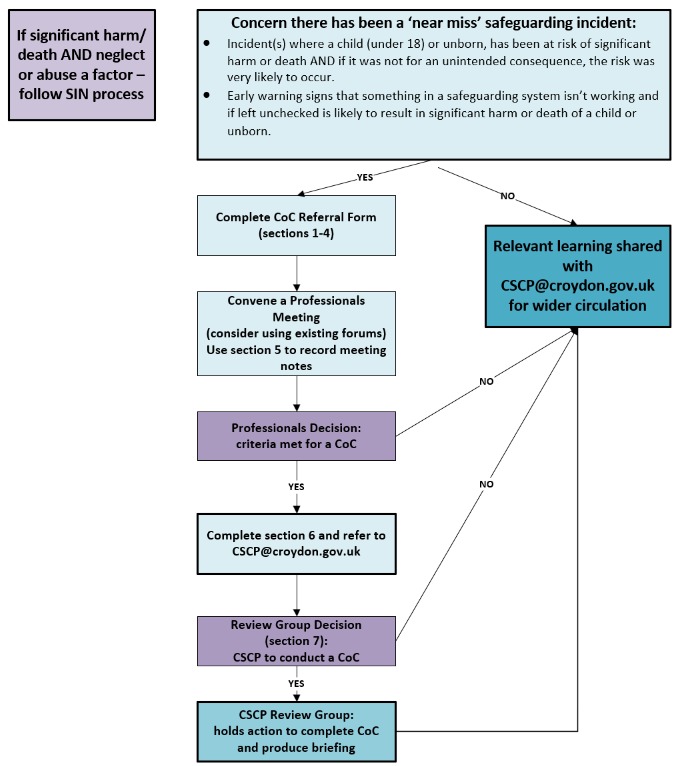 If significant harm/
death AND neglect
or abuse a factor –
follow SIN process
Concern there has been a ‘near miss’ safeguarding incident:
● Incident(s) where a child (under 18) or unborn, has been at risk of significant
harm or death AND if it was not for an unintended consequence, the risk was
very likely to occur.
● Early warning signs that something in a safeguarding system isn’t working and
if left unchecked is likely to result in significant harm or death of a child or
unborn.
YES
NO
Complete CoC Referral Form
(sections 1-4)
Relevant learning shared
with
CSCP@croydon.gov.uk
for wider circulation
Convene a Professionals
Meeting
(consider using existing forums)
Use section 5 to record meeting
notes
NO
Professionals Decision:
criteria met for a CoC
YES
NO
Complete section 6 and refer to
CSCP@croydon.gov.uk
Review Group Decision
(section 7):
CSCP to conduct a CoC
YES
CSCP Review Group:
holds action to complete CoC
and produce briefing